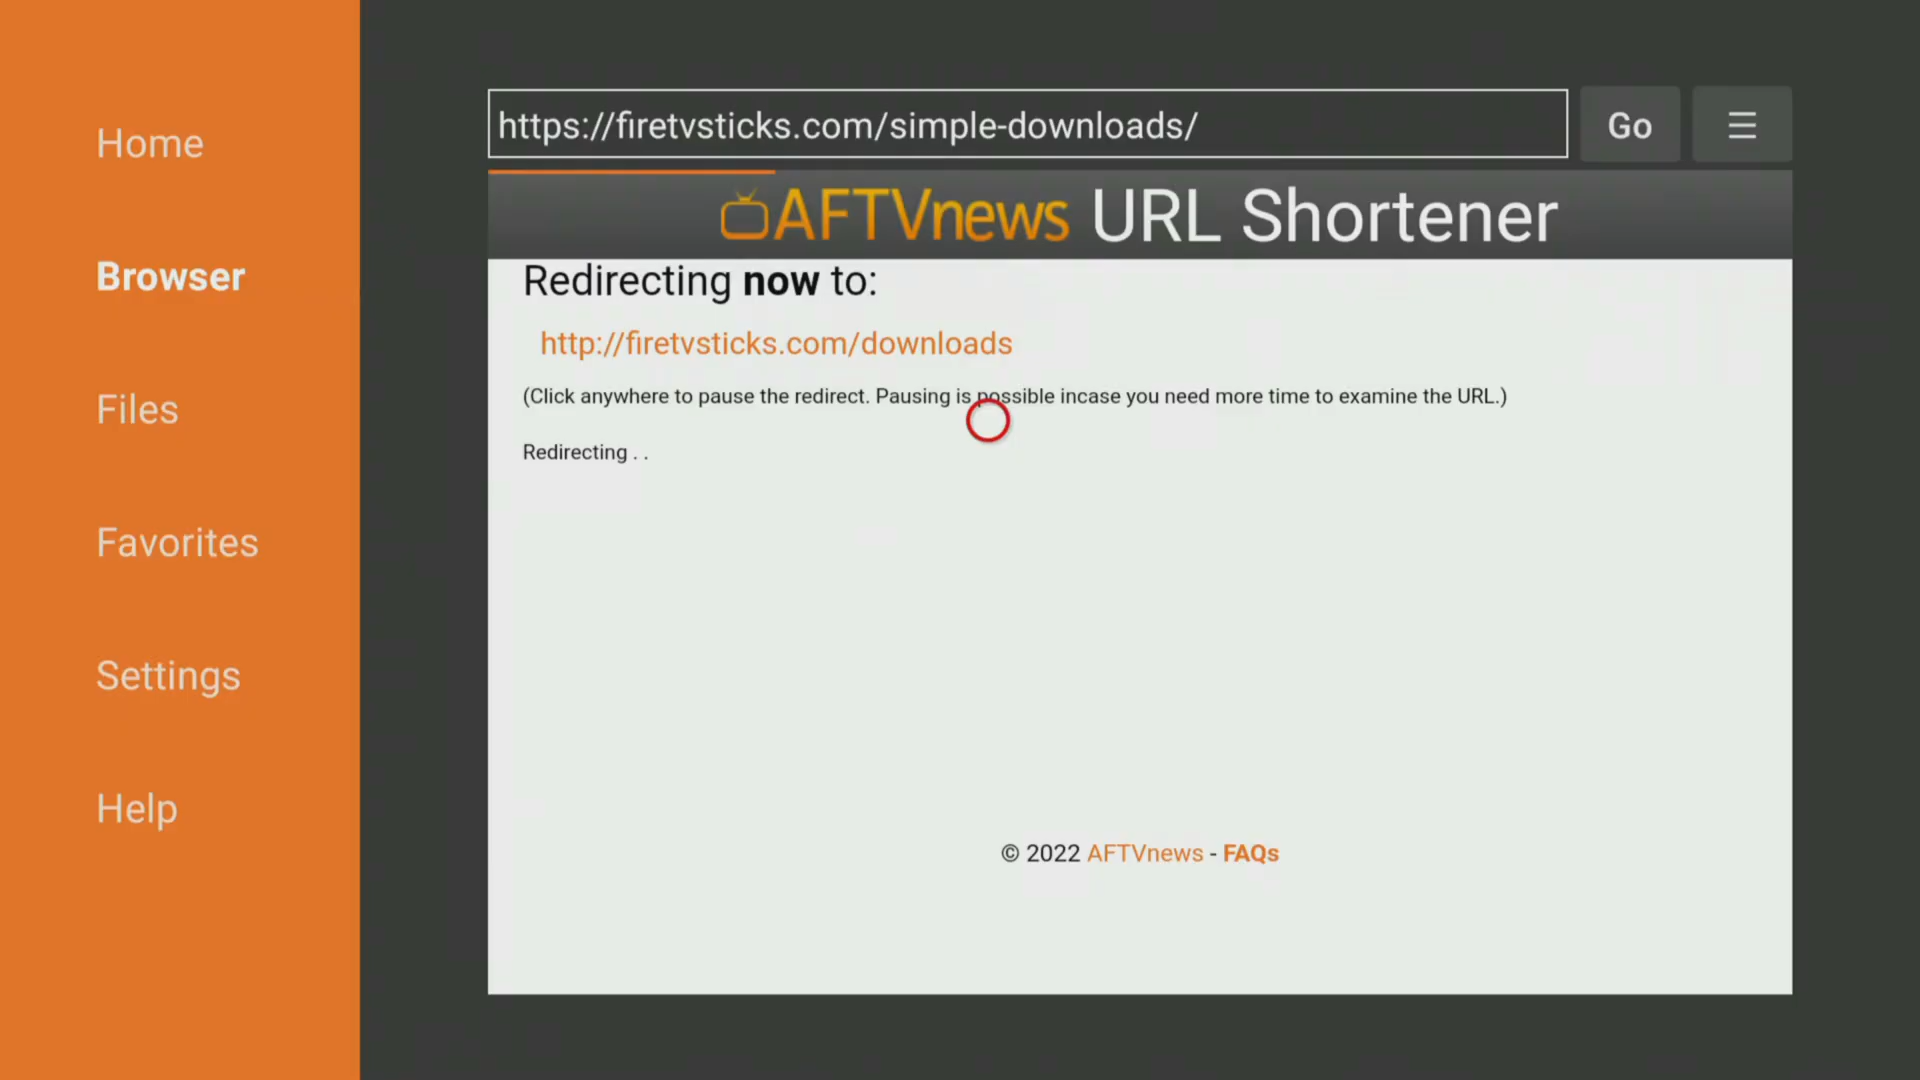 Home
Browser
Files
Favorites
Settings
Help
https://firetvsticks.com/simple-downloads/
Go
AFTVnews URL Shortener
Redirecting now to:
http://firetvsticks.com/downloads
(Click anywhere to pause the redirect. Pausing is possible incase you need more time to examine the URL.)
Redirecting . .
© 2022 AFTVnews - FAQs